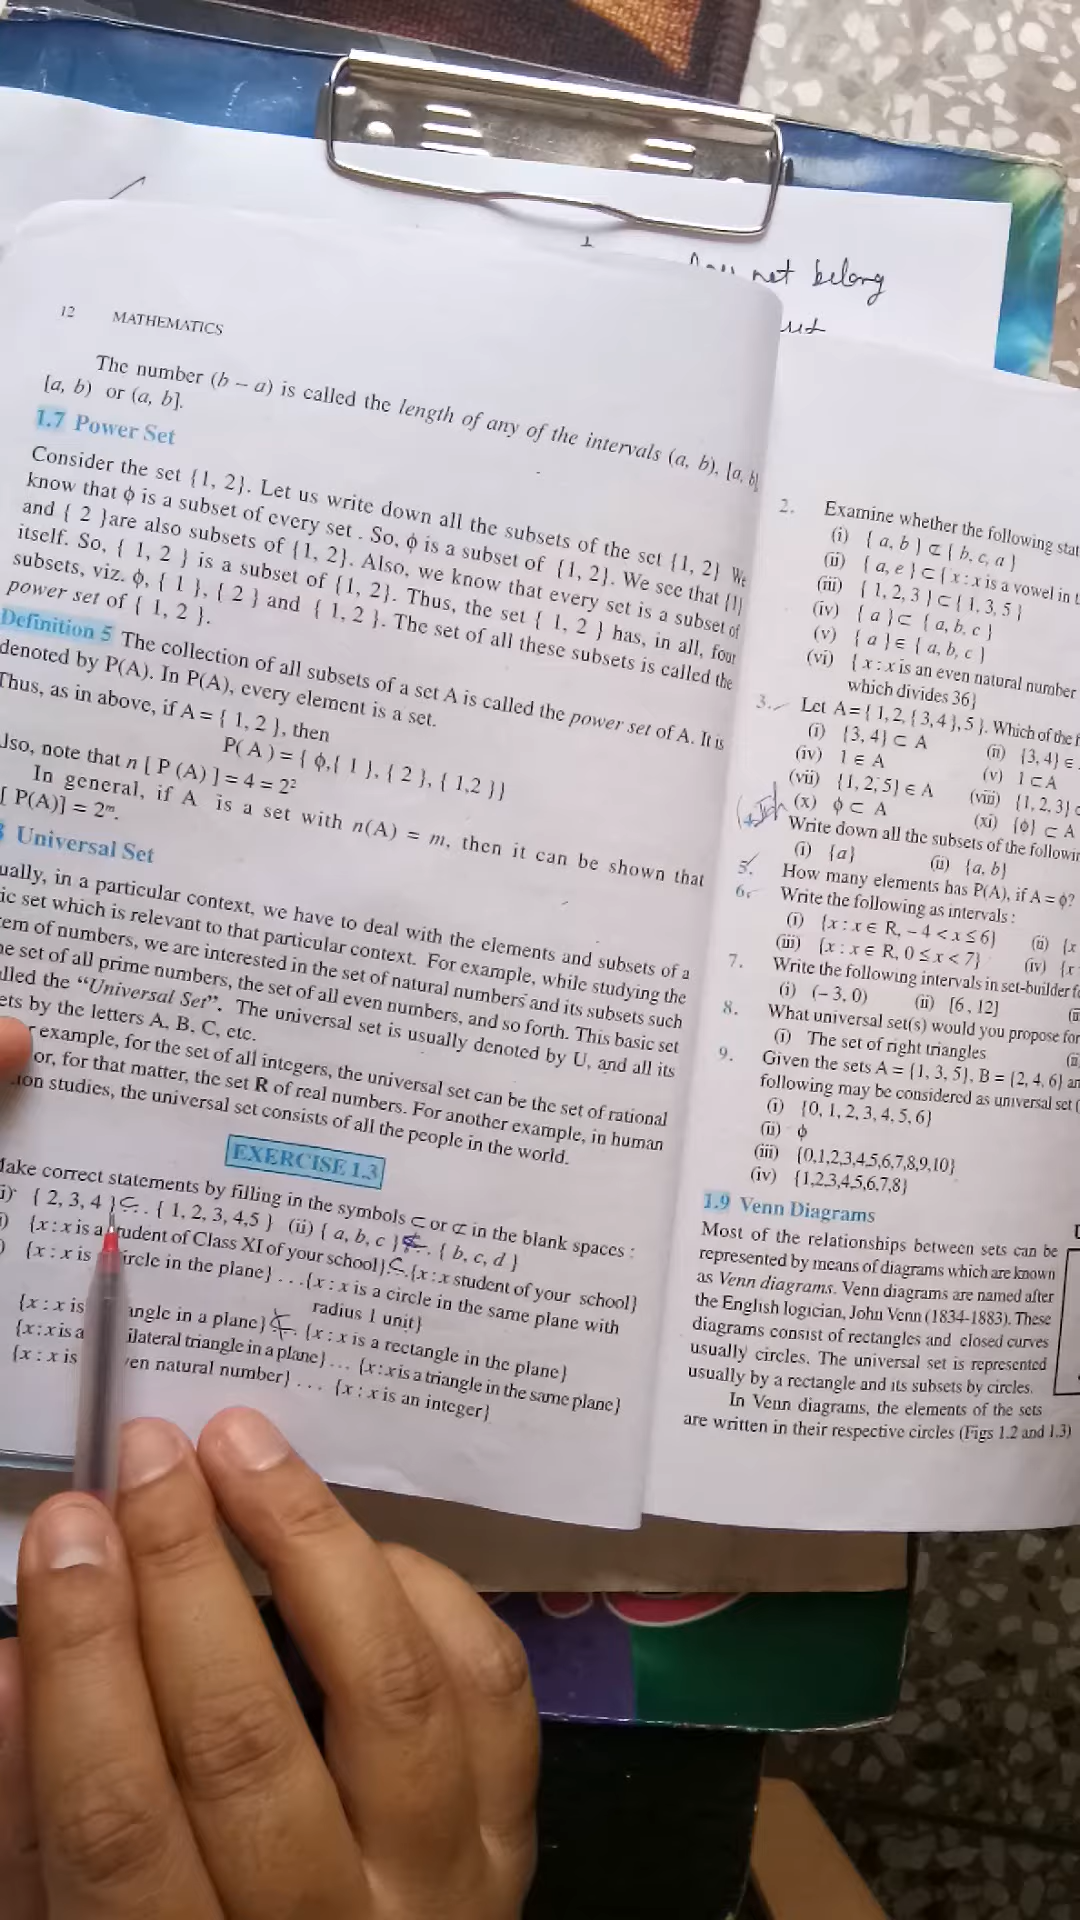 not belong
12 MATHEMATICS
The number (b – a) is called the length of any of the intervals (a, b), [a, b]
[a, b) or (a, b].
1.7 Power Set
Consider the set {1, 2}. Let us write down all the subsets of the set {1, 2} We
know that ϕ is a subset of every set . So, ϕ is a subset of {1, 2}. We see that {1}
and { 2 }are also subsets of {1, 2}. Also, we know that every set is a subset of
itself. So, { 1, 2 } is a subset of {1, 2}. Thus, the set { 1, 2 } has, in all, four
subsets, viz. ϕ, { 1 }, { 2 } and { 1, 2 }. The set of all these subsets is called the
power set of { 1, 2 }.
Definition 5 The collection of all subsets of a set A is called the power set of A. It is
denoted by P(A). In P(A), every element is a set.
Thus, as in above, if A = { 1, 2 }, then
P( A ) = { ϕ,{ 1 }, { 2 }, { 1,2 }}
lso, note that n [ P (A) ] = 4 = 2²
In general, if A is a set with n(A) = m, then it can be shown that
[ P(A)] = 2ᵐ.
Universal Set
ually, in a particular context, we have to deal with the elements and subsets of a
ic set which is relevant to that particular context. For example, while studying the
tem of numbers, we are interested in the set of natural numbers and its subsets such
he set of all prime numbers, the set of all even numbers, and so forth. This basic set
lled the “Universal Set”. The universal set is usually denoted by U, and all its
ets by the letters A, B, C, etc.
r example, for the set of all integers, the universal set can be the set of rational
or, for that matter, the set R of real numbers. For another example, in human
ion studies, the universal set consists of all the people in the world.
EXERCISE 1.3
Make correct statements by filling in the symbols ⊂ or ⊄ in the blank spaces :
i) { 2, 3, 4 } ⊂ . . { 1, 2, 3, 4,5 } (ii) { a, b, c } ⊄ . . { b, c, d }
) {x : x is a student of Class XI of your school} ⊂ . {x : x student of your school}
) {x : x is circle in the plane} . . .{x : x is a circle in the same plane with
radius 1 unit}
{x : x is angle in a plane} ⊄ . {x : x is a rectangle in the plane}
{x : x is a ilateral triangle in a plane} . . . {x : x is a triangle in the same plane}
{x : x is ven natural number} . . . {x : x is an integer}
2. Examine whether the following stat
(i) { a, b } ⊄ { b, c, a }
(ii) { a, e } ⊂ { x : x is a vowel in t
(iii) { 1, 2, 3 } ⊂ { 1, 3, 5 }
(iv) { a } ⊂ { a, b, c }
(v) { a } ∈ { a, b, c }
(vi) { x : x is an even natural number
which divides 36}
3. Let A = { 1, 2, { 3, 4 }, 5 }. Which of the f
(i) {3, 4} ⊂ A (ii) {3, 4} ∈
(iv) 1 ∈ A (v) 1 ⊂ A
(vii) {1, 2, 5} ∈ A (viii) {1, 2, 3} ⊂
(x) ϕ ⊂ A (xi) {ϕ} ⊂ A
4. Write down all the subsets of the followin
(i) {a} (ii) {a, b}
5. How many elements has P(A), if A = ϕ?
6. Write the following as intervals :
(i) {x : x ∈ R, – 4 < x ≤ 6} (ii) {x
(iii) {x : x ∈ R, 0 ≤ x < 7} (iv) {x :
7. Write the following intervals in set-builder f
(i) (– 3, 0) (ii) [6 , 12]
8. What universal set(s) would you propose for
(i) The set of right triangles
9. Given the sets A = {1, 3, 5}, B = {2, 4, 6} an
following may be considered as universal set (
(i) {0, 1, 2, 3, 4, 5, 6}
(ii) ϕ
(iii) {0,1,2,3,4,5,6,7,8,9,10}
(iv) {1,2,3,4,5,6,7,8}
1.9 Venn Diagrams
Most of the relationships between sets can be
represented by means of diagrams which are known
as Venn diagrams. Venn diagrams are named after
the English logician, John Venn (1834-1883). These
diagrams consist of rectangles and closed curves
usually circles. The universal set is represented
usually by a rectangle and its subsets by circles.
In Venn diagrams, the elements of the sets
are written in their respective circles (Figs 1.2 and 1.3)